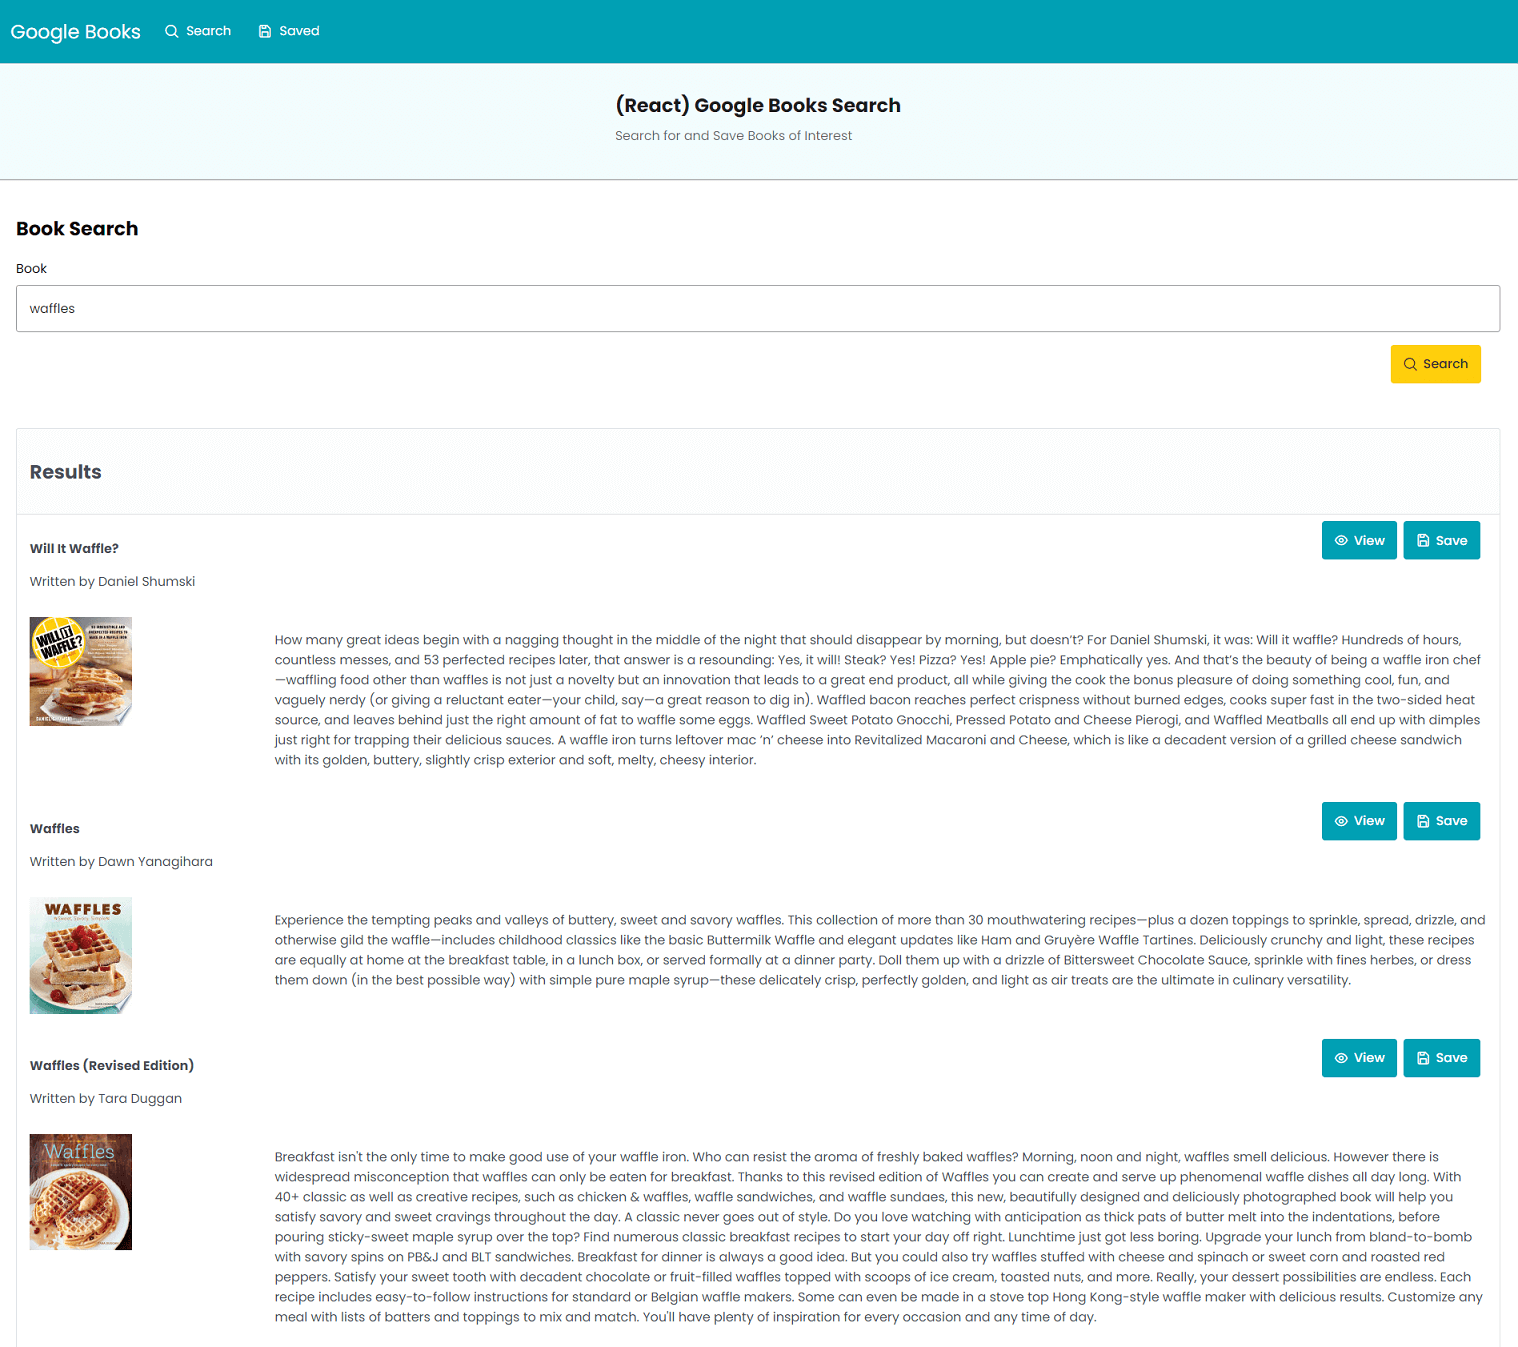 Google Books
Search
Saved
(React) Google Books Search
Search for and Save Books of Interest
Book Search
Book
waffles
Search
Results
View
Save
Will It Waffle?
Written by Daniel Shumski
WILL IT
WAFFLE?
How many great ideas begin with a nagging thought in the middle of the night that should disappear by morning, but doesn’t? For Daniel Shumski, it was: Will it waffle? Hundreds of hours,
countless messes, and 53 perfected recipes later, that answer is a resounding: Yes, it will! Steak? Yes! Pizza? Yes! Apple pie? Emphatically yes. And that’s the beauty of being a waffle iron chef
—waffling food other than waffles is not just a novelty but an innovation that leads to a great end product, all while giving the cook the bonus pleasure of doing something cool, fun, and
vaguely nerdy (or giving a reluctant eater—your child, say—a great reason to dig in). Waffled bacon reaches perfect crispness without burned edges, cooks super fast in the two-sided heat
source, and leaves behind just the right amount of fat to waffle some eggs. Waffled Sweet Potato Gnocchi, Pressed Potato and Cheese Pierogi, and Waffled Meatballs all end up with dimples
just right for trapping their delicious sauces. A waffle iron turns leftover mac ’n’ cheese into Revitalized Macaroni and Cheese, which is like a decadent version of a grilled cheese sandwich
with its golden, buttery, slightly crisp exterior and soft, melty, cheesy interior.
View
Save
Waffles
Written by Dawn Yanagihara
WAFFLES
Experience the tempting peaks and valleys of buttery, sweet and savory waffles. This collection of more than 30 mouthwatering recipes—plus a dozen toppings to sprinkle, spread, drizzle, and
otherwise gild the waffle—includes childhood classics like the basic Buttermilk Waffle and elegant updates like Ham and Gruyère Waffle Tartines. Deliciously crunchy and light, these recipes
are equally at home at the breakfast table, in a lunch box, or served formally at a dinner party. Doll them up with a drizzle of Bittersweet Chocolate Sauce, sprinkle with fines herbes, or dress
them down (in the best possible way) with simple pure maple syrup—these delicately crisp, perfectly golden, and light as air treats are the ultimate in culinary versatility.
View
Save
Waffles (Revised Edition)
Written by Tara Duggan
Waffles
Breakfast isn't the only time to make good use of your waffle iron. Who can resist the aroma of freshly baked waffles? Morning, noon and night, waffles smell delicious. However there is
widespread misconception that waffles can only be eaten for breakfast. Thanks to this revised edition of Waffles you can create and serve up phenomenal waffle dishes all day long. With
40+ classic as well as creative recipes, such as chicken & waffles, waffle sandwiches, and waffle sundaes, this new, beautifully designed and deliciously photographed book will help you
satisfy savory and sweet cravings throughout the day. A classic never goes out of style. Do you love watching with anticipation as thick pats of butter melt into the indentations, before
pouring sticky-sweet maple syrup over the top? Find numerous classic breakfast recipes to start your day off right. Lunchtime just got less boring. Upgrade your lunch from bland-to-bomb
with savory spins on PB&J and BLT sandwiches. Breakfast for dinner is always a good idea. But you could also try waffles stuffed with cheese and spinach or sweet corn and roasted red
peppers. Satisfy your sweet tooth with decadent chocolate or fruit-filled waffles topped with scoops of ice cream, toasted nuts, and more. Really, your dessert possibilities are endless. Each
recipe includes easy-to-follow instructions for standard or Belgian waffle makers. Some can even be made in a stove top Hong Kong-style waffle maker with delicious results. Customize any
meal with lists of batters and toppings to mix and match. You'll have plenty of inspiration for every occasion and any time of day.